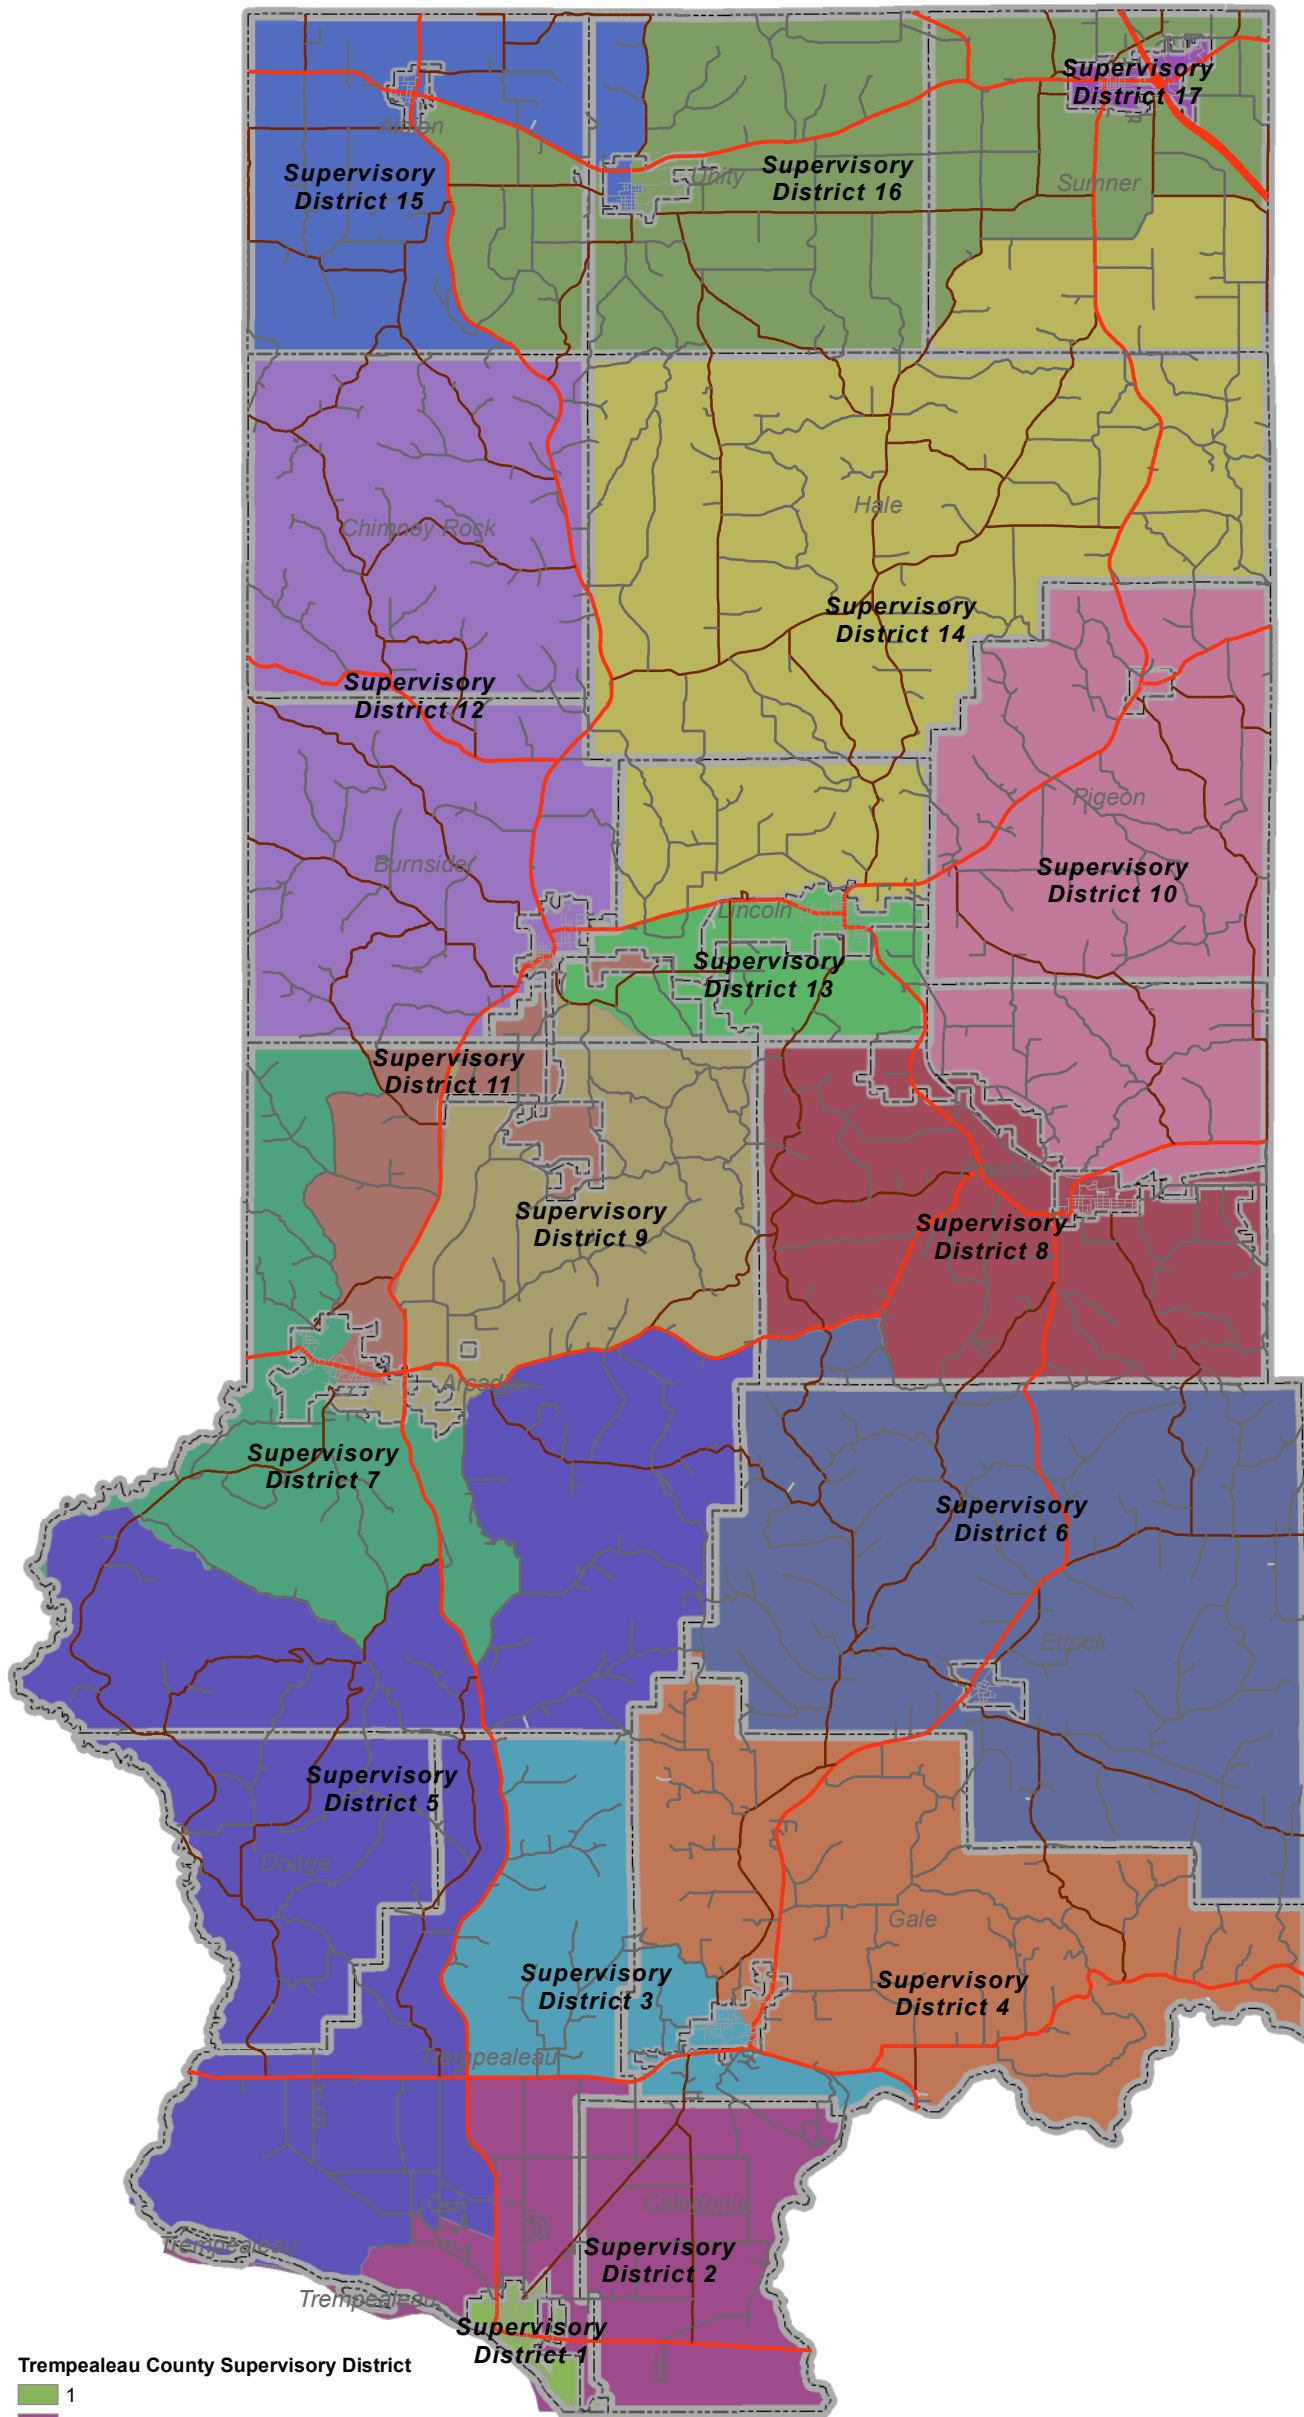 Supervisory
District 17
Albion
Supervisory
District 15
Supervisory
District 16
Unity
Sumner
Hale
Chimney Rock
Supervisory
District 14
Supervisory
District 12
Pigeon
Burnside
Supervisory
District 10
Lincoln
Supervisory
District 13
Supervisory
District 11
Preston
Supervisory
District 9
Supervisory
District 8
Arcadia
Supervisory
District 7
Supervisory
District 6
Ettrick
Supervisory
District 5
Dodge
Gale
Supervisory
District 3
Supervisory
District 4
Trempealeau
Caledonia
Trempealeau
Supervisory
District 2
Trempealeau
Supervisory
District 1
Trempealeau County Supervisory District
1